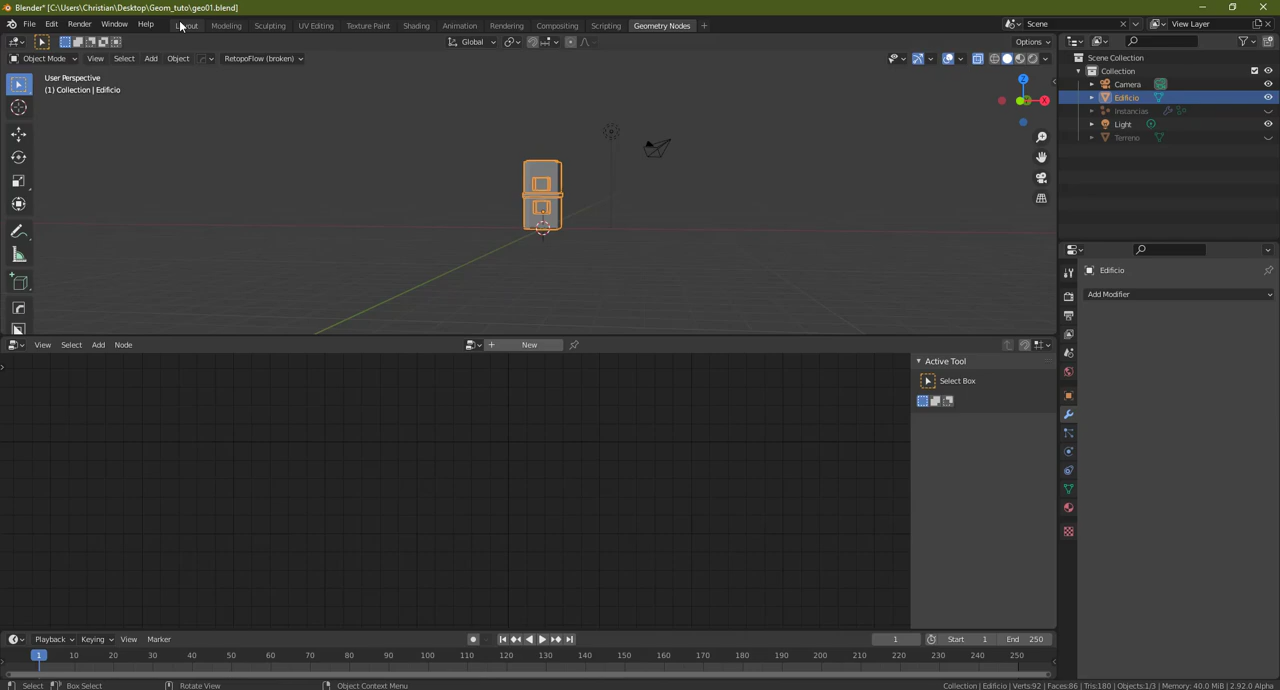 Blender* [C:\Users\Christian\Desktop\Geom_tuto\geo01.blend]
File Edit Render Window Help Layout Modeling Sculpting UV Editing Texture Paint Shading Animation Rendering Compositing Scripting Geometry Nodes + Scene View Layer
Global Options
Object Mode View Select Add Object RetopoFlow (broken)
User Perspective
(1) Collection | Edificio
Z
X
Scene Collection
Collection
Camera
Edificio
Instancias
Light
Terreno
Edificio
Add Modifier
View Select Add Node + New
Active Tool
Select Box
Playback Keying View Marker 1 Start 1 End 250
1 10 20 30 40 50 60 70 80 90 100 110 120 130 140 150 160 170 180 190 200 210 220 230 240 250
Select Box Select Rotate View Object Context Menu Collection | Edificio | Verts:92 | Faces:86 | Tris:180 | Objects:1/3 | Memory: 40.0 MiB | 2.92.0 Alpha